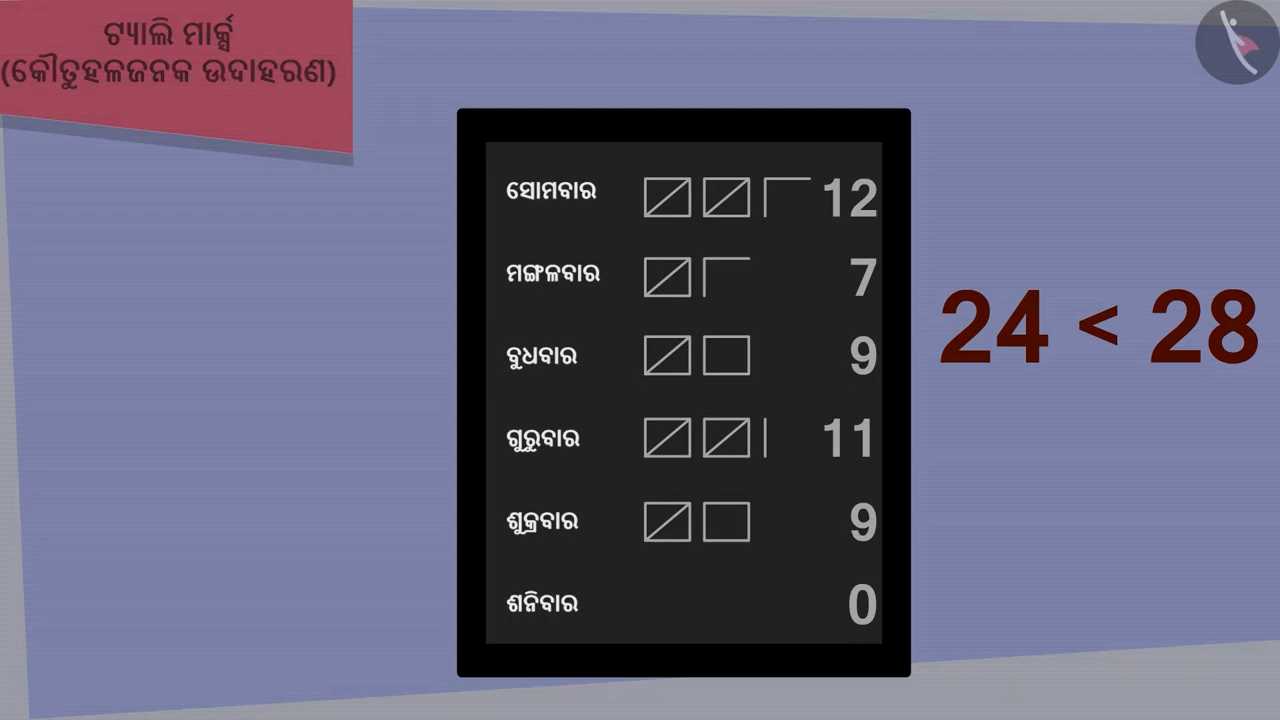 ଟ୍ୟାଲି ମାର୍କ୍ସ
(କୌତୁହଳଜନକ ଉଦାହରଣ)
ସୋମବାର 12
ମଙ୍ଗଳବାର 7
ବୁଧବାର 9
ଗୁରୁବାର 11
ଶୁକ୍ରବାର 9
ଶନିବାର 0
24 < 28